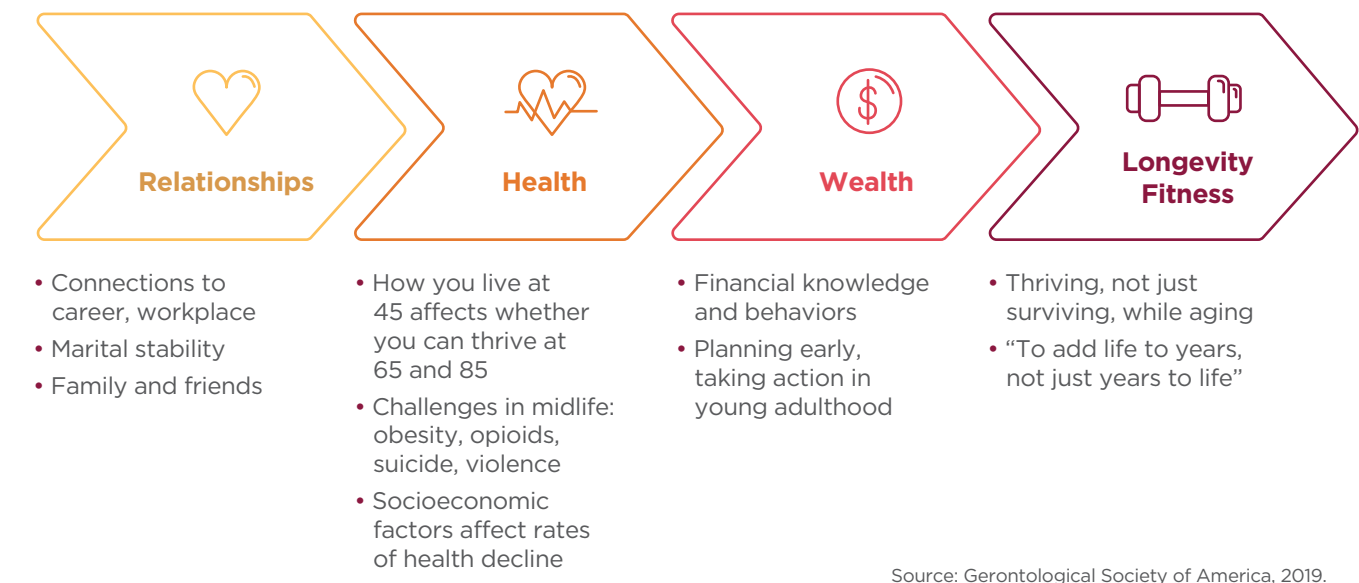 Relationships
Health
Wealth
Longevity
Fitness
• Connections to
career, workplace
• Marital stability
• Family and friends
• How you live at
45 affects whether
you can thrive at
65 and 85
• Challenges in midlife:
obesity, opioids,
suicide, violence
• Socioeconomic
factors affect rates
of health decline
• Financial knowledge
and behaviors
• Planning early,
taking action in
young adulthood
• Thriving, not just
surviving, while aging
• “To add life to years,
not just years to life”
Source: Gerontological Society of America, 2019.